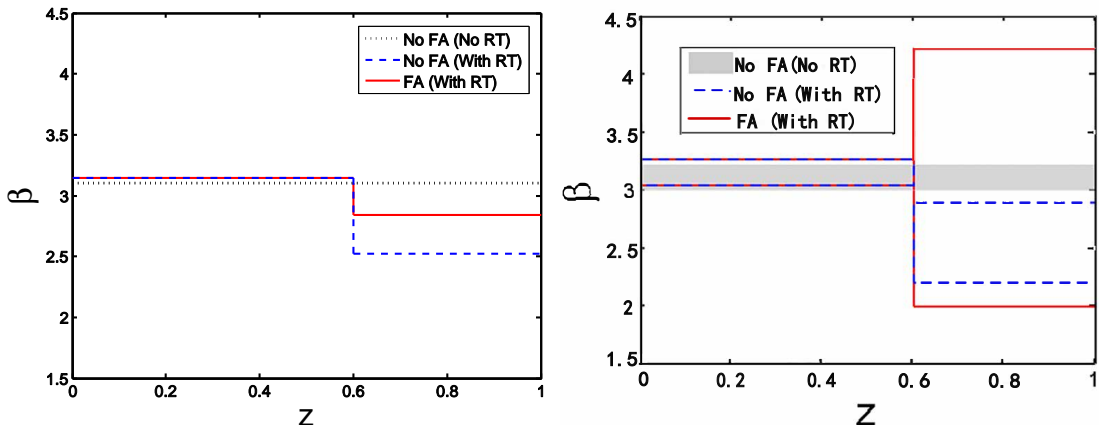 4.5
4
3.5
3
2.5
2
1.5
β
0
0.2
0.4
0.6
0.8
1
Z
No FA (No RT)
No FA (With RT)
FA (With RT)
4.5
4
3.5
3
2.5
2
1.5
β
0
0.2
0.4
0.6
0.8
1
Z
No FA(No RT)
No FA (With RT)
FA (With RT)